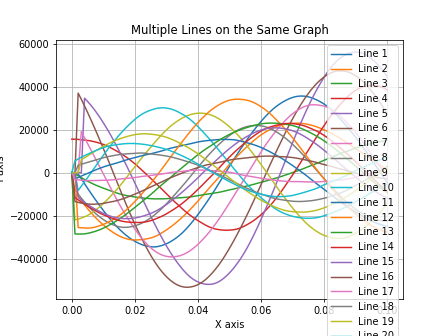 Multiple Lines on the Same Graph
60000
40000
20000
0
−20000
−40000
0.00 0.02 0.04 0.06
X axis
axis
Line 1
Line 2
Line 3
Line 4
Line 5
Line 6
Line 7
Line 8
Line 9
Line 10
Line 11
Line 12
Line 13
Line 14
Line 15
Line 16
Line 17
Line 18
Line 19
Line 20